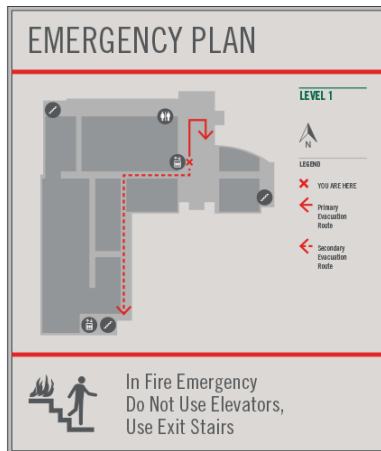 EMERGENCY PLAN
LEVEL 1
N
LEGEND
YOU ARE HERE
Primary
Evacuation
Route
Secondary
Evacuation
Route
In Fire Emergency
Do Not Use Elevators,
Use Exit Stairs